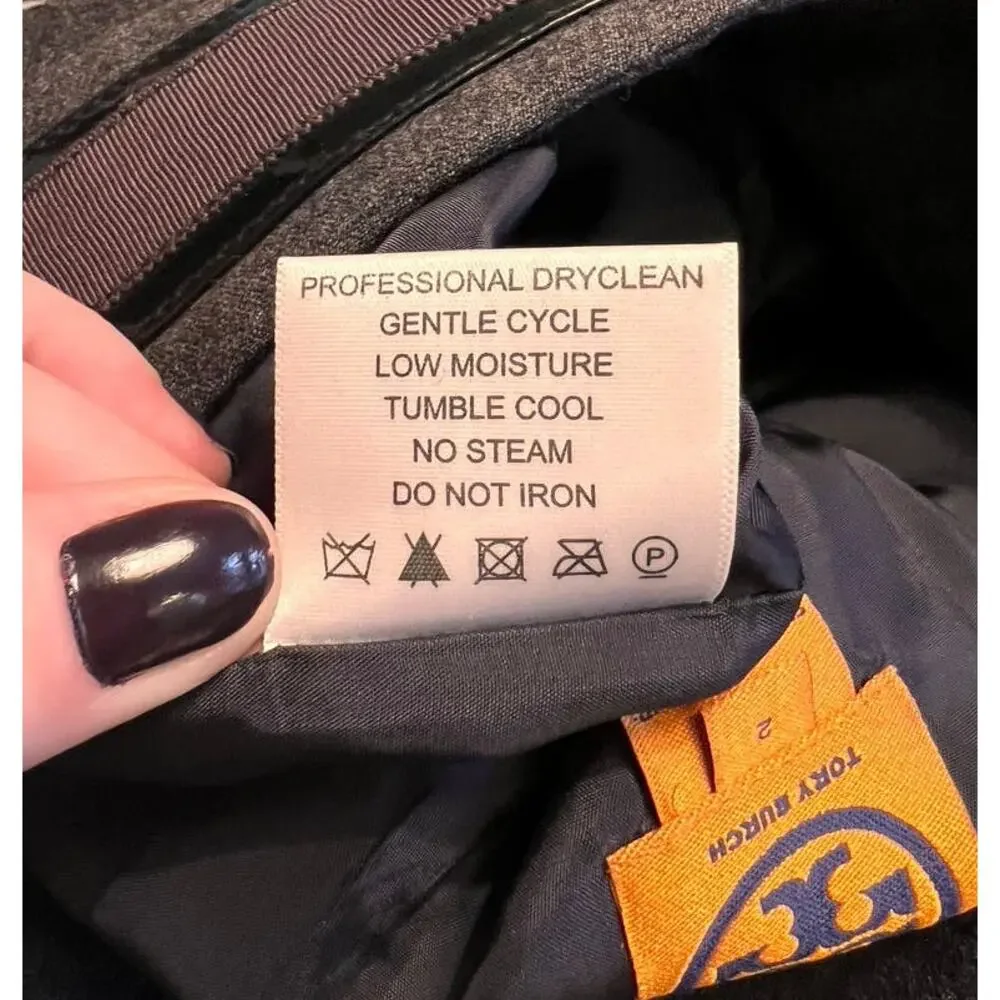 PROFESSIONAL DRYCLEAN
GENTLE CYCLE
LOW MOISTURE
TUMBLE COOL
NO STEAM
DO NOT IRON
P
2
TORY BURCH